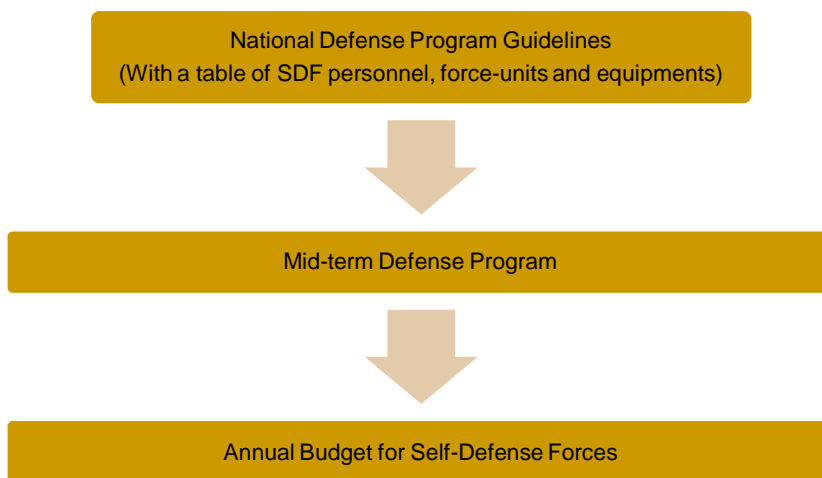 National Defense Program Guidelines
(With a table of SDF personnel, force-units and equipments)
Mid-term Defense Program
Annual Budget for Self-Defense Forces